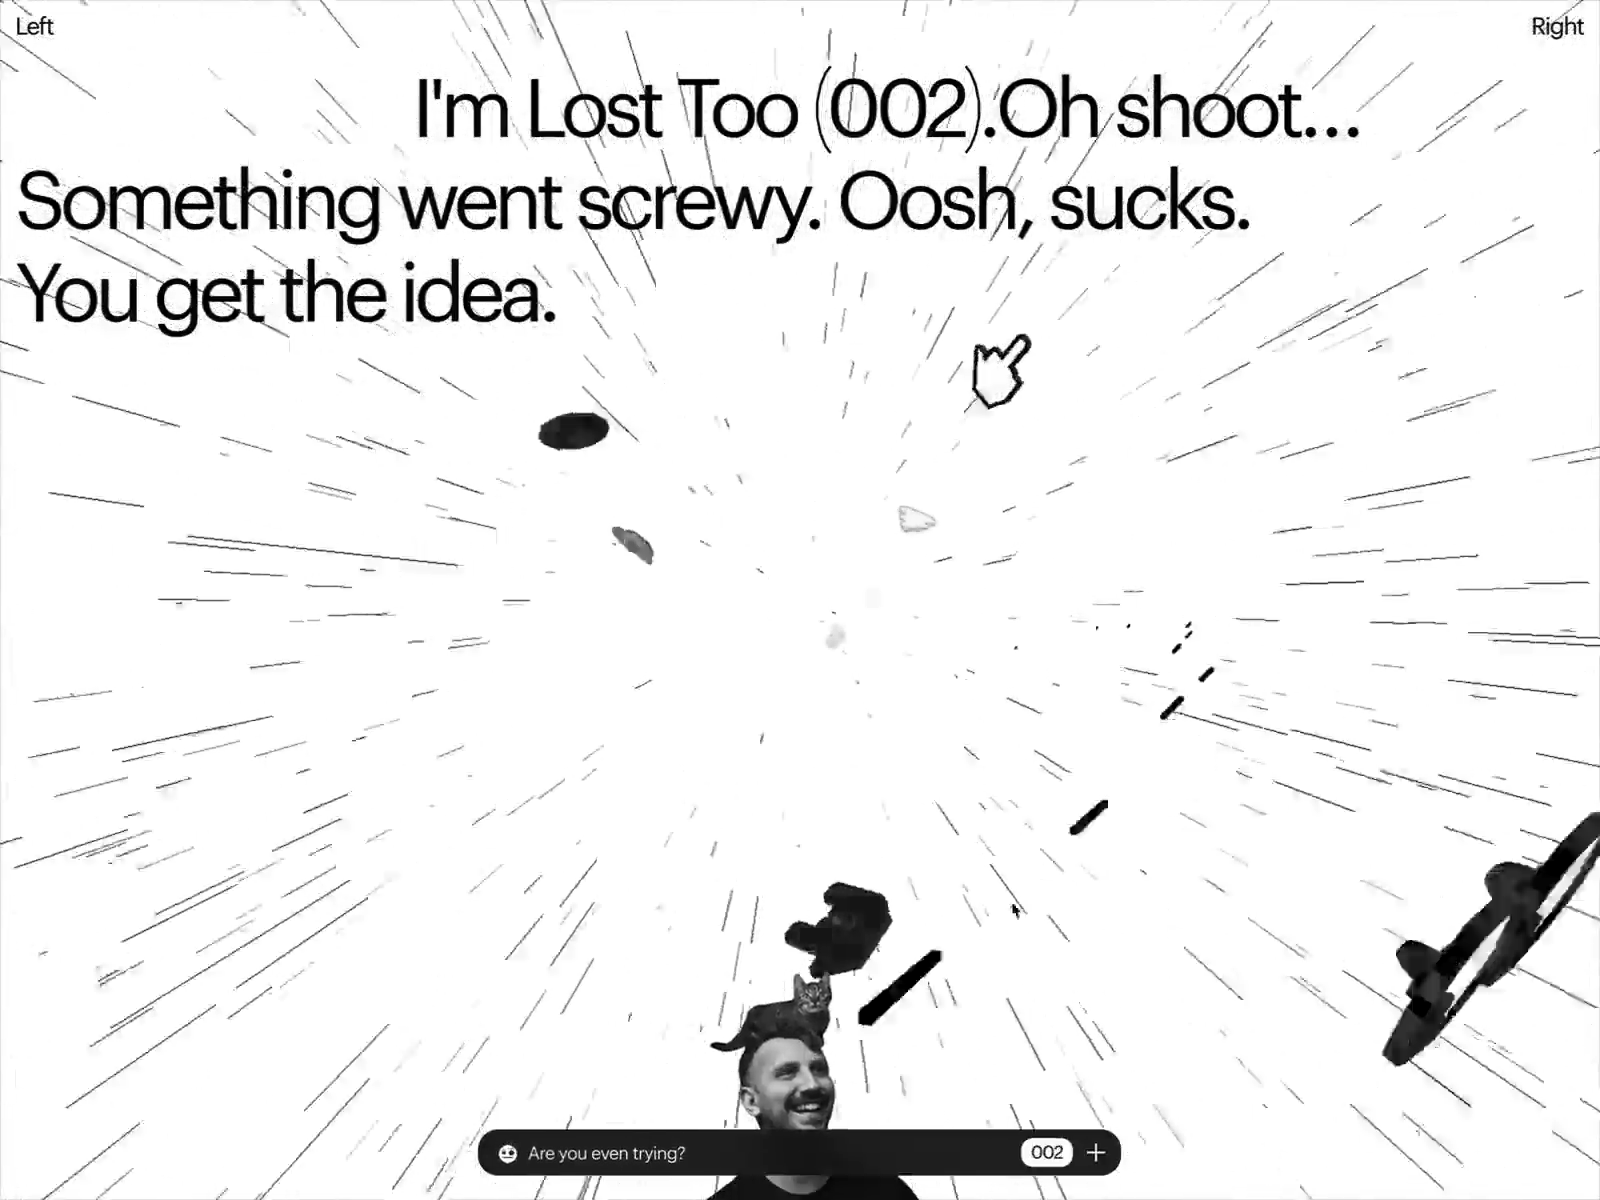 Left
Right
I'm Lost Too (002).Oh shoot...
Something went screwy. Oosh, sucks.
You get the idea.
Are you even trying?
002